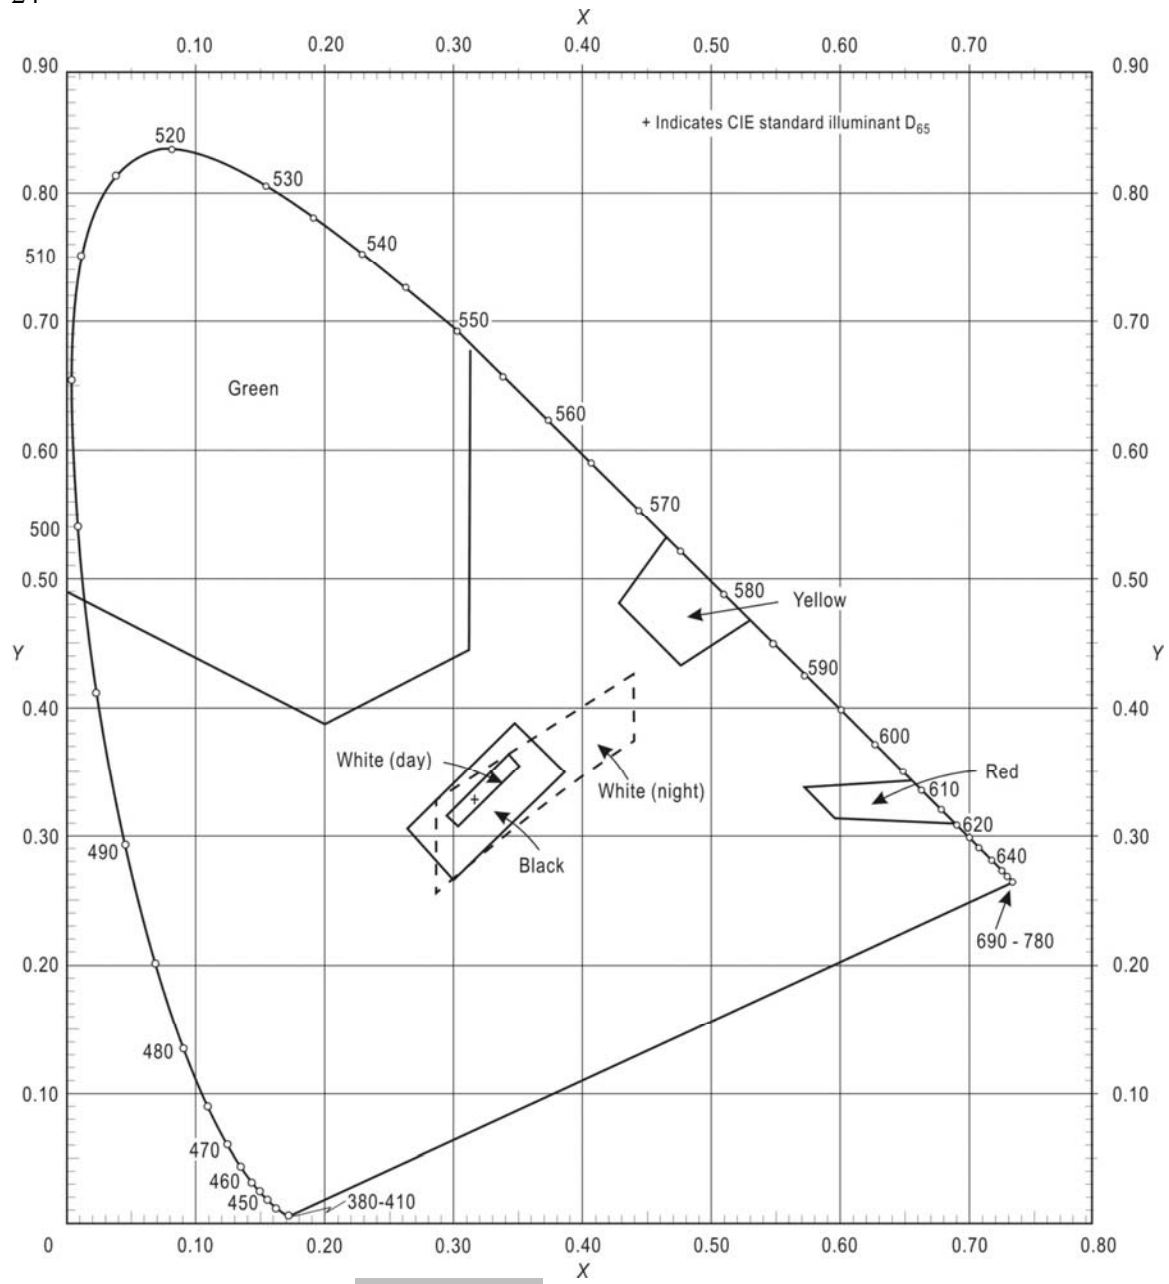 X
0.10 0.20 0.30 0.40 0.50 0.60 0.70
0.90 0.90
+ Indicates CIE standard illuminant D65
520
530
0.80 0.80
540
510
550
0.70 0.70
Green
560
0.60 0.60
570
500
0.50 0.50
580
Yellow
Y Y
590
0.40 0.40
600
White (day)
Red
White (night)
610
620
0.30 0.30
490
Black
640
690 - 780
0.20 0.20
480
0.10 0.10
470
460
450
380-410
0 0.10 0.20 0.30 0.40 0.50 0.60 0.70 0.80
X